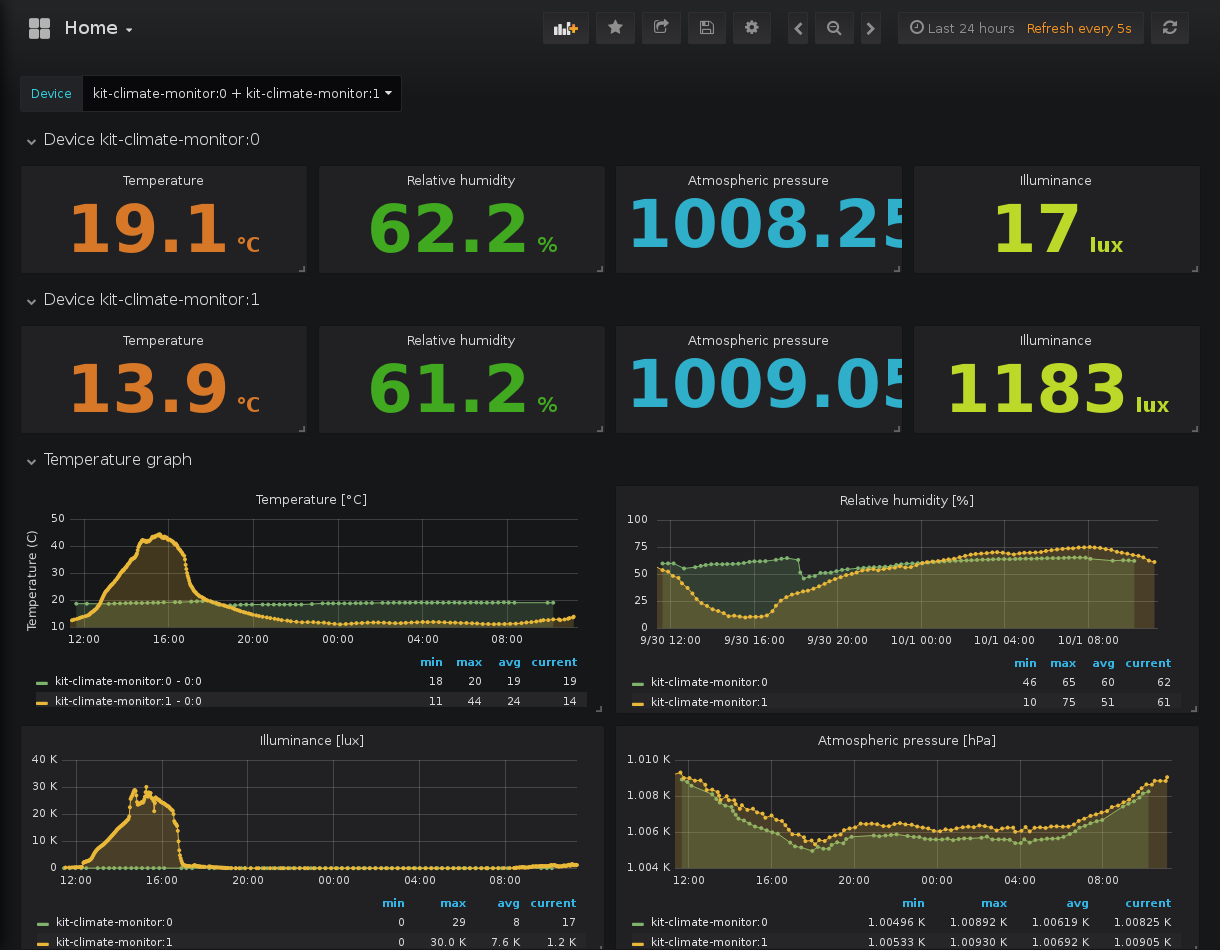 Home
Last 24 hours Refresh every 5s
Device kit-climate-monitor:0 + kit-climate-monitor:1
Device kit-climate-monitor:0
Temperature Relative humidity Atmospheric pressure Illuminance
19.1 °C 62.2 % 1008.25 17 lux
Device kit-climate-monitor:1
Temperature Relative humidity Atmospheric pressure Illuminance
13.9 °C 61.2 % 1009.05 1183 lux
Temperature graph
Temperature [°C]
Temperature (C)
50
40
30
20
10
12:00 16:00 20:00 00:00 04:00 08:00
min max avg current
kit-climate-monitor:0 - 0:0 18 20 19 19
kit-climate-monitor:1 - 0:0 11 44 24 14
Relative humidity [%]
100
75
50
25
0
9/30 12:00 9/30 16:00 9/30 20:00 10/1 00:00 10/1 04:00 10/1 08:00
min max avg current
kit-climate-monitor:0 46 65 60 62
kit-climate-monitor:1 10 75 51 61
Illuminance [lux]
40 K
30 K
20 K
10 K
0
12:00 16:00 20:00 00:00 04:00 08:00
min max avg current
kit-climate-monitor:0 0 29 8 17
kit-climate-monitor:1 0 30.0 K 7.6 K 1.2 K
Atmospheric pressure [hPa]
1.010 K
1.008 K
1.006 K
1.004 K
12:00 16:00 20:00 00:00 04:00 08:00
min max avg current
kit-climate-monitor:0 1.00496 K 1.00892 K 1.00619 K 1.00825 K
kit-climate-monitor:1 1.00533 K 1.00930 K 1.00692 K 1.00905 K